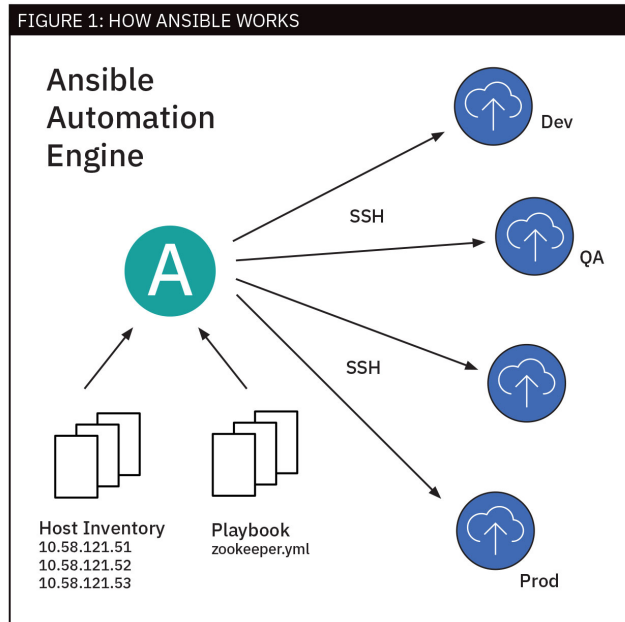 FIGURE 1: HOW ANSIBLE WORKS
Ansible
Automation
Engine
Dev
SSH
QA
A
SSH
Host Inventory
10.58.121.51
10.58.121.52
10.58.121.53
Playbook
zookeeper.yml
Prod